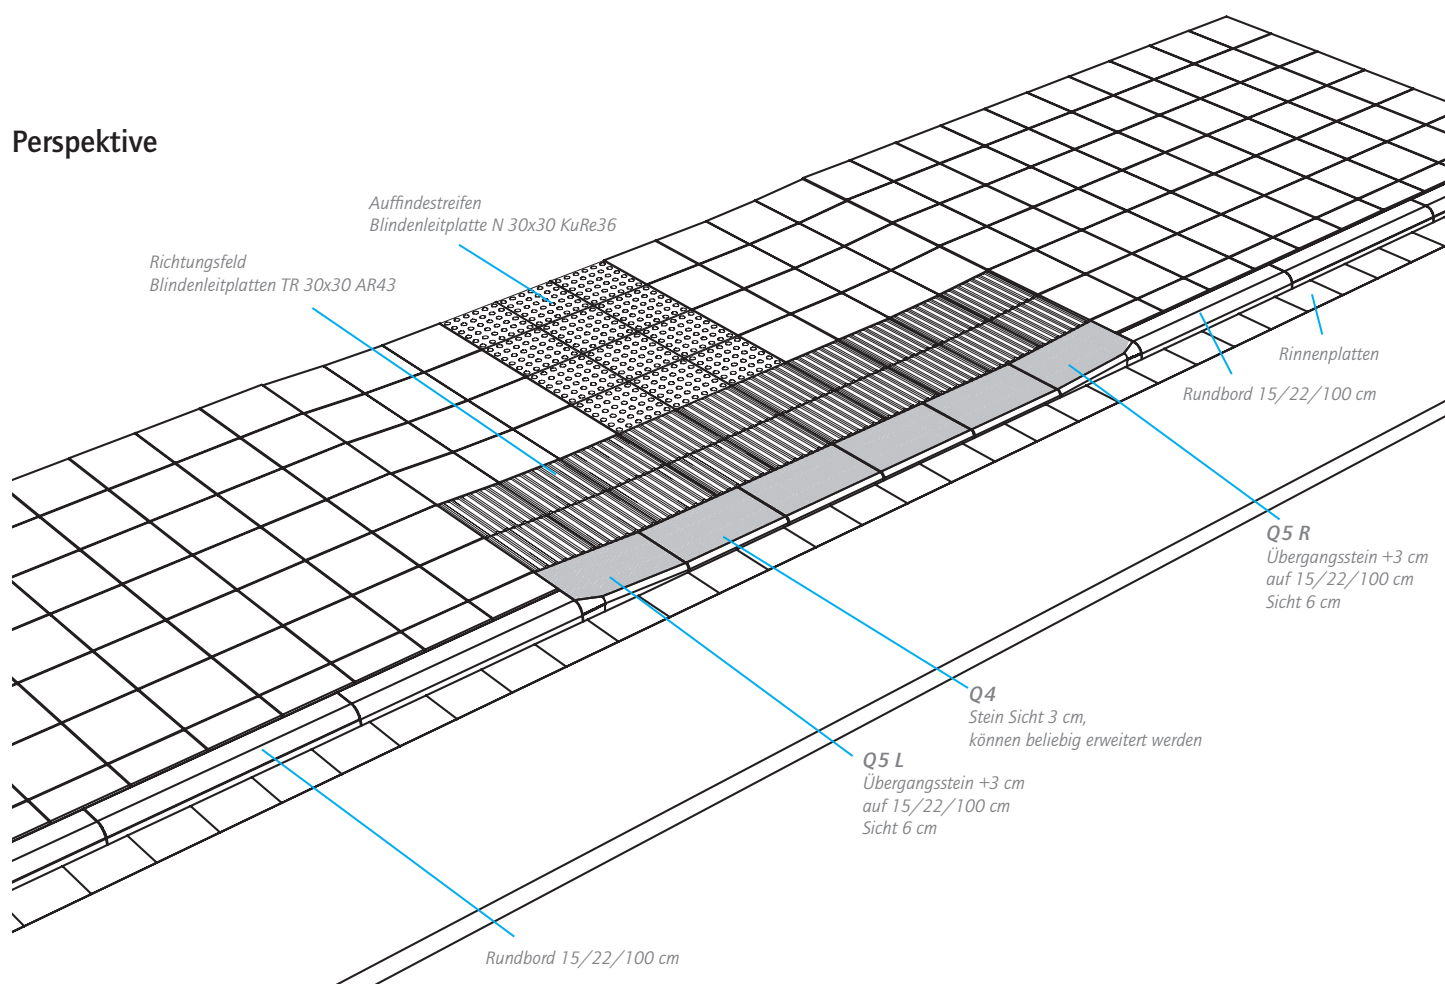 Perspektive
Auffindestreifen
Blindenleitplatte N 30x30 KuRe36
Richtungsfeld
Blindenleitplatten TR 30x30 AR43
Rinnenplatten
Rundbord 15/22/100 cm
Q5 R
Übergangsstein +3 cm
auf 15/22/100 cm
Sicht 6 cm
Q4
Stein Sicht 3 cm,
können beliebig erweitert werden
Q5 L
Übergangsstein +3 cm
auf 15/22/100 cm
Sicht 6 cm
Rundbord 15/22/100 cm